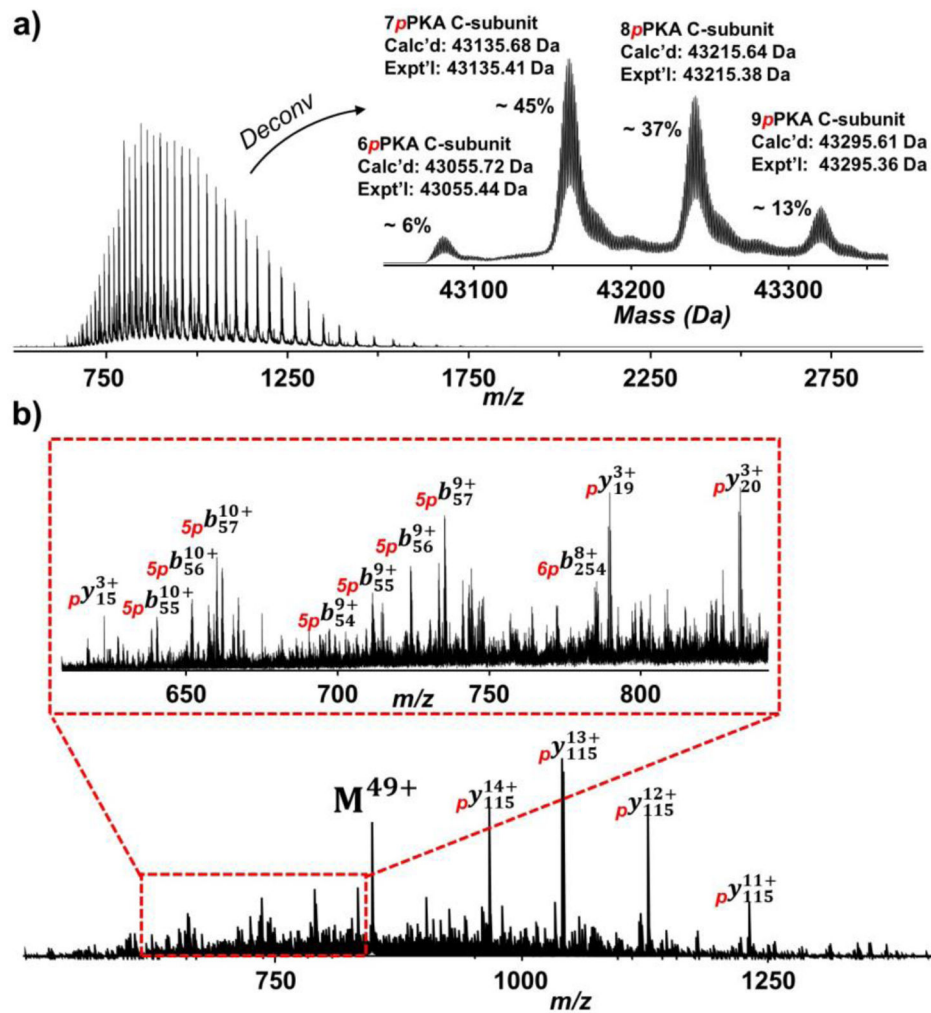 a)
7pPKA C-subunit
Calc'd: 43135.68 Da
Expt'l: 43135.41 Da
8pPKA C-subunit
Calc'd: 43215.64 Da
Expt'l: 43215.38 Da
Deconv
~ 45%
6pPKA C-subunit
Calc'd: 43055.72 Da
Expt'l: 43055.44 Da
~ 37%
9pPKA C-subunit
Calc'd: 43295.61 Da
Expt'l: 43295.36 Da
~ 6%
~ 13%
43100 43200 43300
Mass (Da)
750 1250 1750 2250 2750
m/z
b)
5pb57^9+
py19^3+
py20^3+
5pb57^10+
5pb56^9+
5pb56^10+
6pb254^8+
5pb55^9+
py15^3+
5pb55^10+
5pb54^9+
650 700 750 800
m/z
py115^13+
M^49+
py115^14+
py115^12+
py115^11+
750 1000 1250
m/z